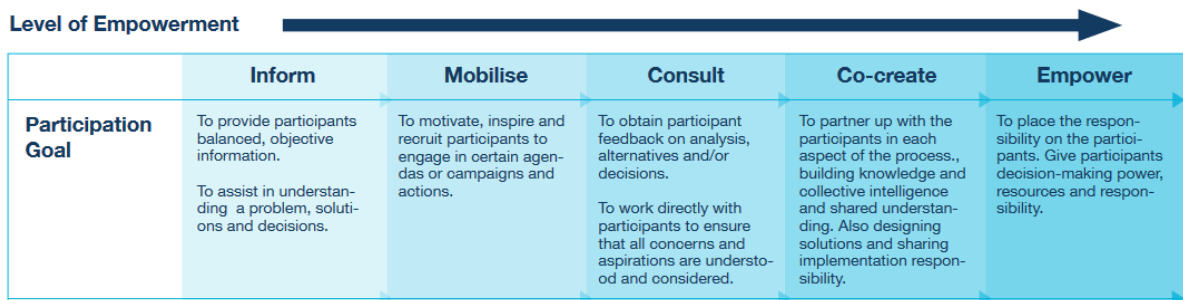 Level of Empowerment
Inform
Mobilise
Consult
Co-create
Empower
Participation
Goal
To provide participants
balanced, objective
information.
To assist in understan-
ding a problem, soluti-
ons and decisions.
To motivate, inspire and
recruit participants to
engage in certain agen-
das or campaigns and
actions.
To obtain participant
feedback on analysis,
alternatives and/or
decisions.
To work directly with
participants to ensure
that all concerns and
aspirations are understo-
od and considered.
To partner up with the
participants in each
aspect of the process.,
building knowledge and
collective intelligence
and shared understan-
ding. Also designing
solutions and sharing
implementation respon-
sibility.
To place the respon-
sibility on the partici-
pants. Give participants
decision-making power,
resources and respon-
sibility.